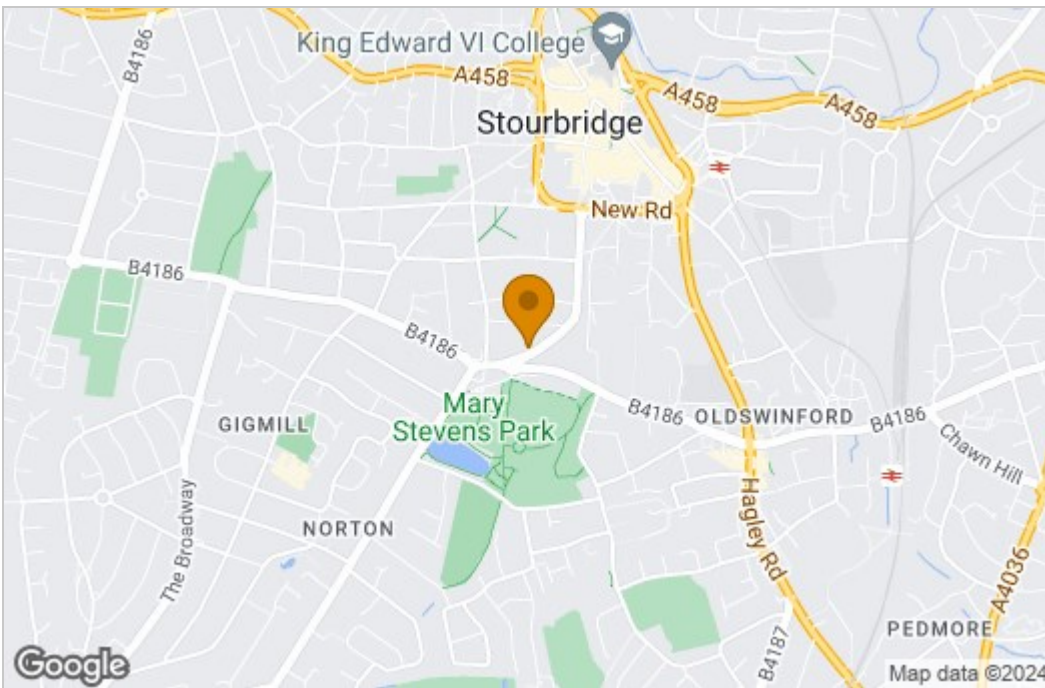 B4186
King Edward VI College
A458
A458
A458
Stourbridge
New Rd
B4186
B4186
Mary
Stevens Park
GIGMILL
B4186
OLDSWINFORD
B4186
Chawn Hill
NORTON
The Broadway
Hagley Rd
A4036
B4187
PEDMORE
Google
Map data ©2024